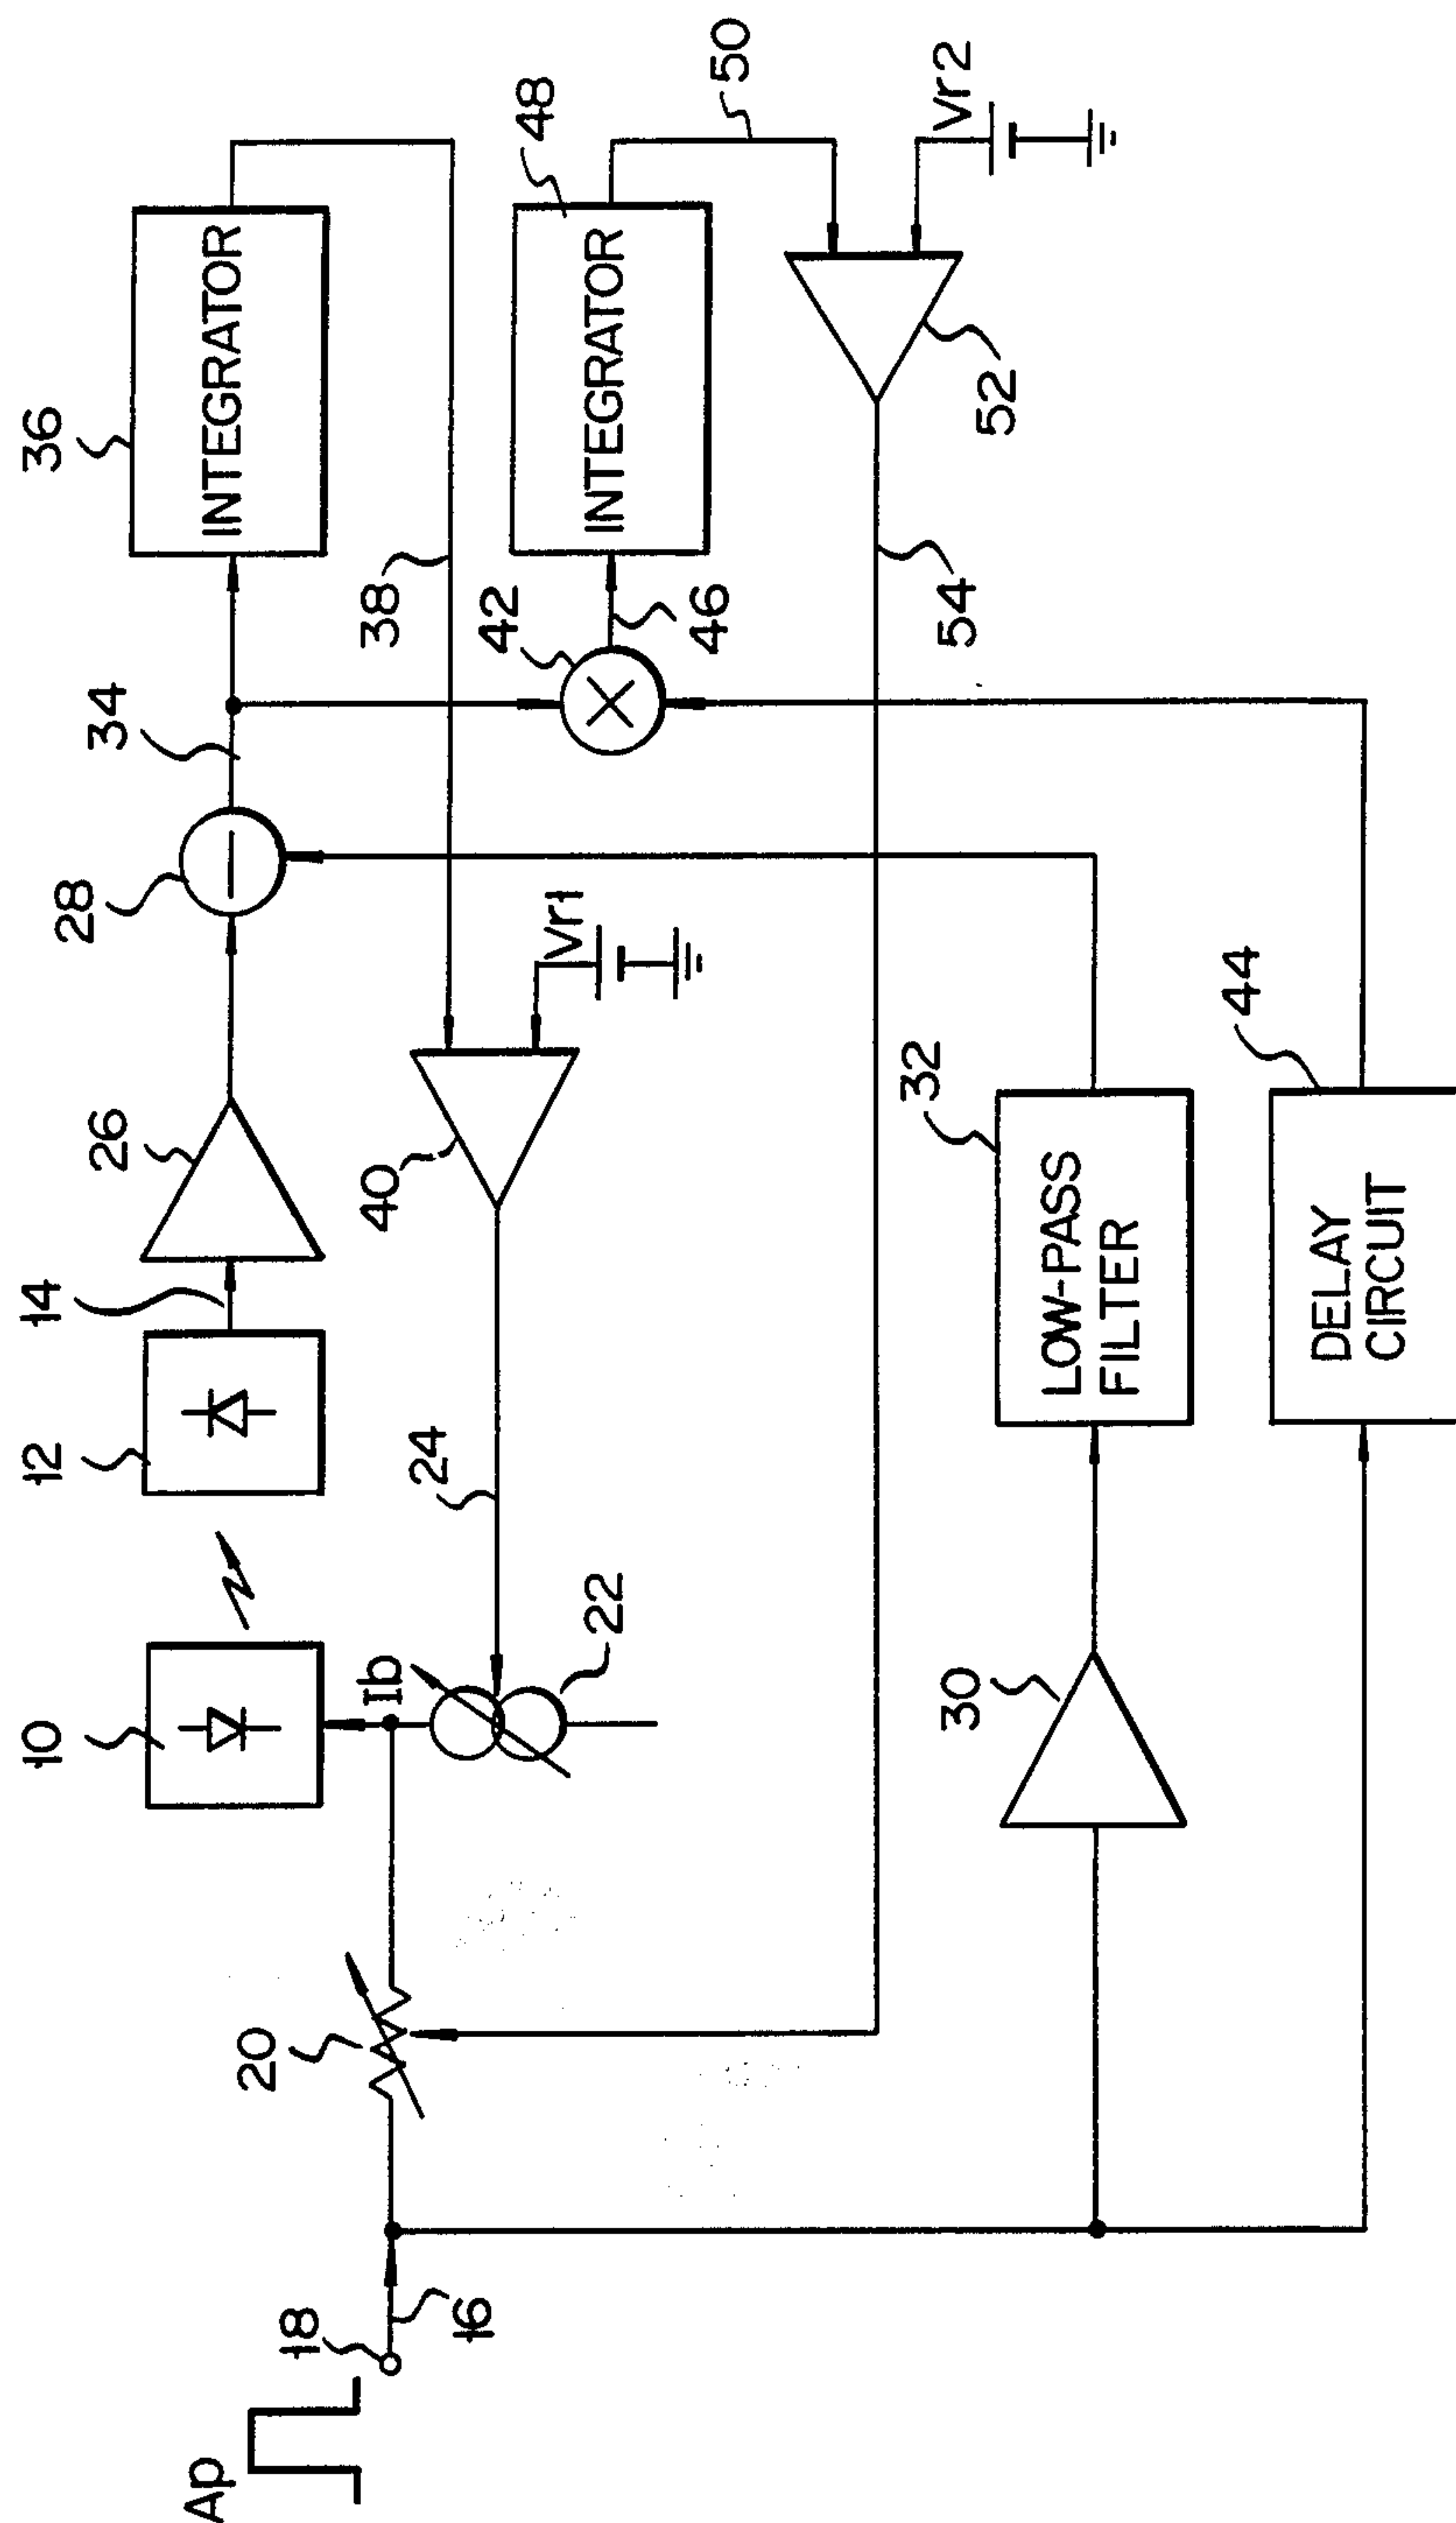 Ap
18
16
20
10
Ib
22
12
14
24
26
40
28
Vr1
34
38
36
INTEGRATOR
42
46
48
INTEGRATOR
50
Vr2
52
54
30
32
LOW-PASS
FILTER
44
DELAY
CIRCUIT